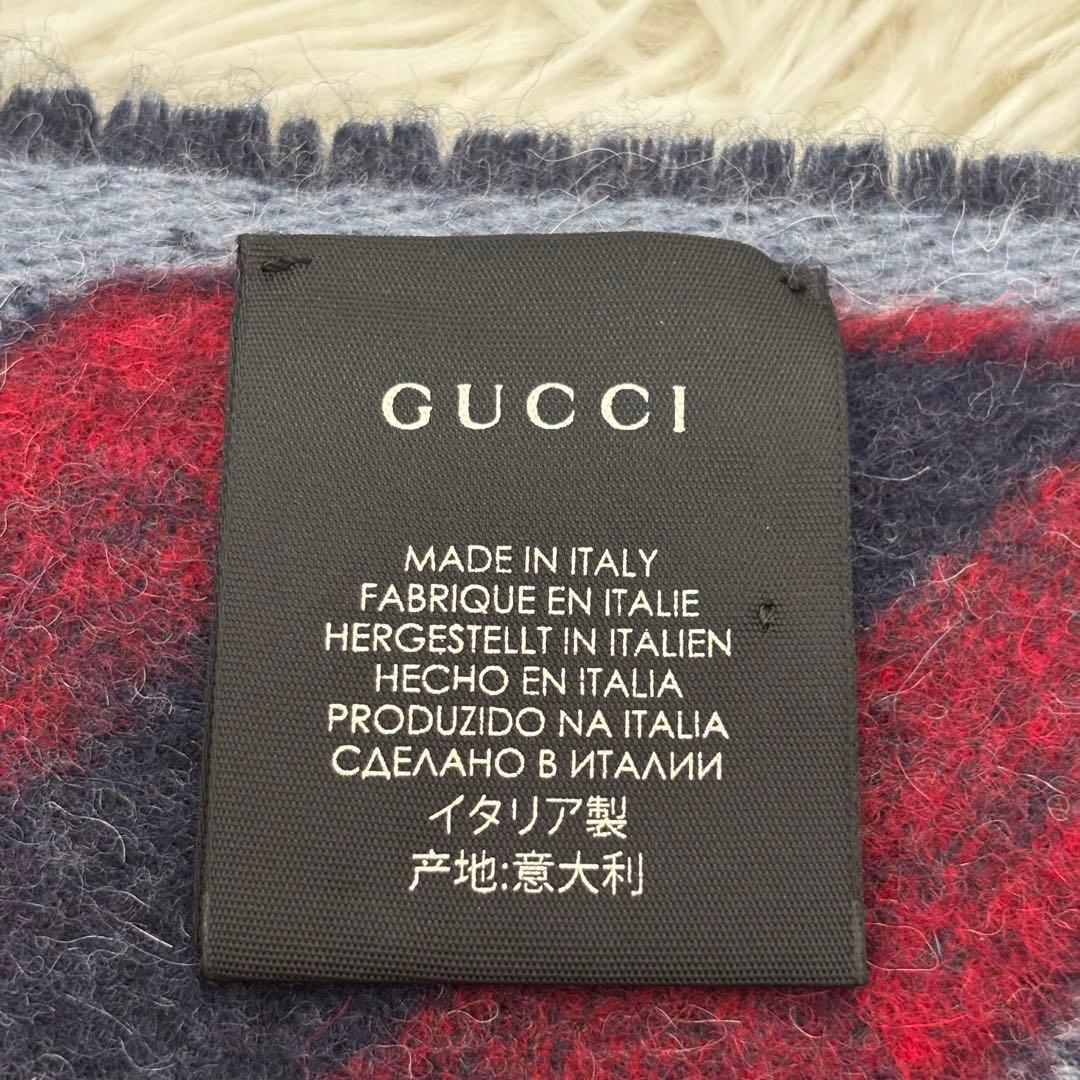 GUCCI
MADE IN ITALY
FABRIQUE EN ITALIE
HERGESTELLT IN ITALIEN
HECHO EN ITALIA
PRODUZIDO NA ITALIA
СДЕЛАНО В ИТАЛИИ
イタリア製
产地:意大利